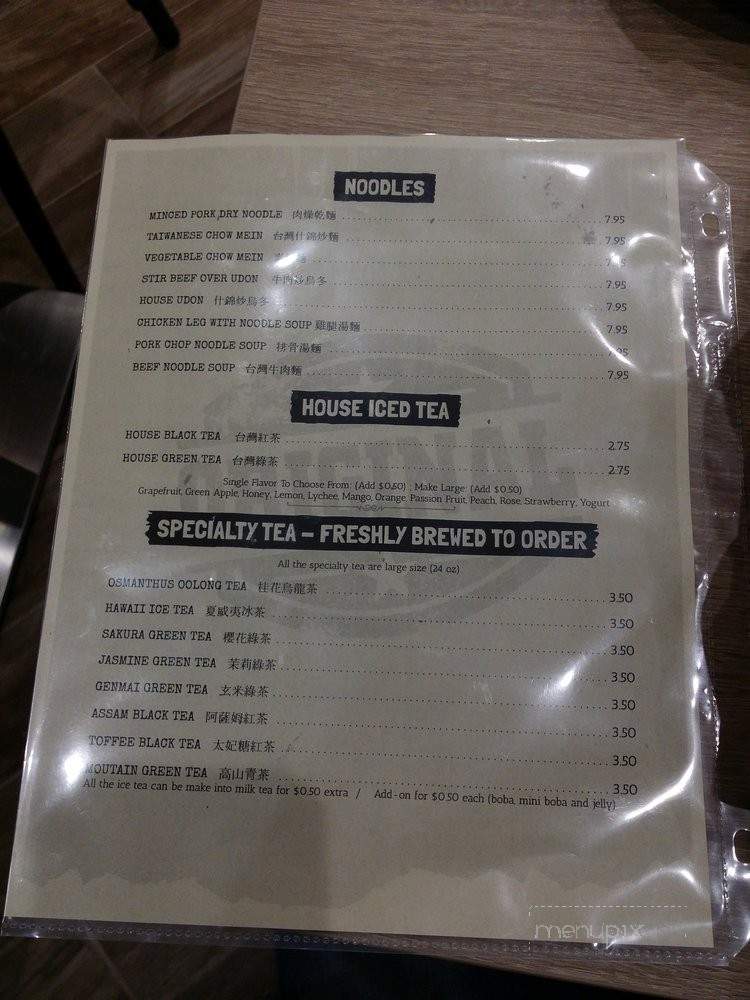 NOODLES
MINCED PORK DRY NOODLE 肉燥乾麵 7.95
TAIWANESE CHOW MEIN 台灣什錦炒麵 7.95
VEGETABLE CHOW MEIN
STIR BEEF OVER UDON 牛肉炒烏冬 7.95
HOUSE UDON 什錦炒烏冬 7.95
CHICKEN LEG WITH NOODLE SOUP 雞腿湯麵 7.95
PORK CHOP NOODLE SOUP 排骨湯麵 7.95
BEEF NOODLE SOUP 台灣牛肉麵 7.95
HOUSE ICED TEA
HOUSE BLACK TEA 台灣紅茶 2.75
HOUSE GREEN TEA 台灣綠茶 2.75
Single Flavor To Choose From: (Add $0.50) ; Make Large: (Add $0.50)
Grapefruit, Green Apple, Honey, Lemon, Lychee, Mango, Orange, Passion Fruit, Peach, Rose, Strawberry, Yogurt
SPECIALTY TEA – FRESHLY BREWED TO ORDER
All the specialty tea are large size (24 oz)
OSMANTHUS OOLONG TEA 桂花烏龍茶 3.50
HAWAII ICE TEA 夏威夷冰茶 3.50
SAKURA GREEN TEA 櫻花綠茶 3.50
JASMINE GREEN TEA 茉莉綠茶 3.50
GENMAI GREEN TEA 玄米綠茶 3.50
ASSAM BLACK TEA 阿薩姆紅茶 3.50
TOFFEE BLACK TEA 太妃糖紅茶 3.50
MOUTAIN GREEN TEA 高山青茶 3.50
All the ice tea can be make into milk tea for $0.50 extra / Add-on for $0.50 each (boba, mini boba and jelly)
menupix